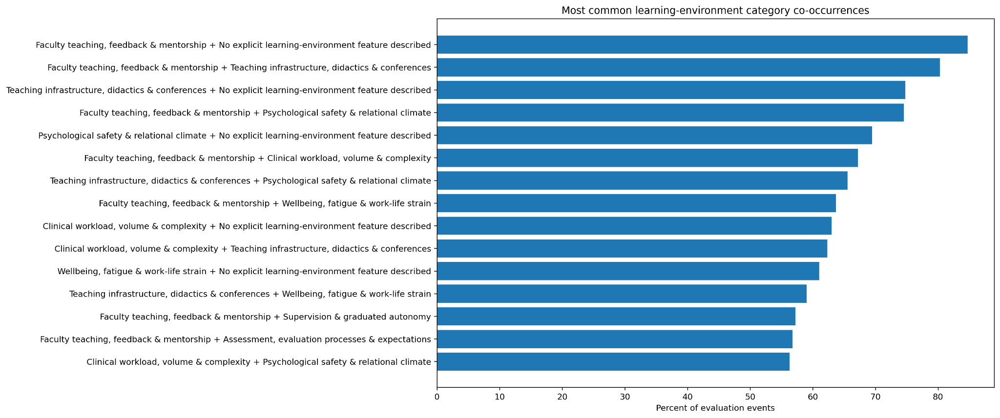 Most common learning-environment category co-occurrences
Faculty teaching, feedback & mentorship + No explicit learning-environment feature described
Faculty teaching, feedback & mentorship + Teaching infrastructure, didactics & conferences
Teaching infrastructure, didactics & conferences + No explicit learning-environment feature described
Faculty teaching, feedback & mentorship + Psychological safety & relational climate
Psychological safety & relational climate + No explicit learning-environment feature described
Faculty teaching, feedback & mentorship + Clinical workload, volume & complexity
Teaching infrastructure, didactics & conferences + Psychological safety & relational climate
Faculty teaching, feedback & mentorship + Wellbeing, fatigue & work-life strain
Clinical workload, volume & complexity + No explicit learning-environment feature described
Clinical workload, volume & complexity + Teaching infrastructure, didactics & conferences
Wellbeing, fatigue & work-life strain + No explicit learning-environment feature described
Teaching infrastructure, didactics & conferences + Wellbeing, fatigue & work-life strain
Faculty teaching, feedback & mentorship + Supervision & graduated autonomy
Faculty teaching, feedback & mentorship + Assessment, evaluation processes & expectations
Clinical workload, volume & complexity + Psychological safety & relational climate
0 10 20 30 40 50 60 70 80
Percent of evaluation events